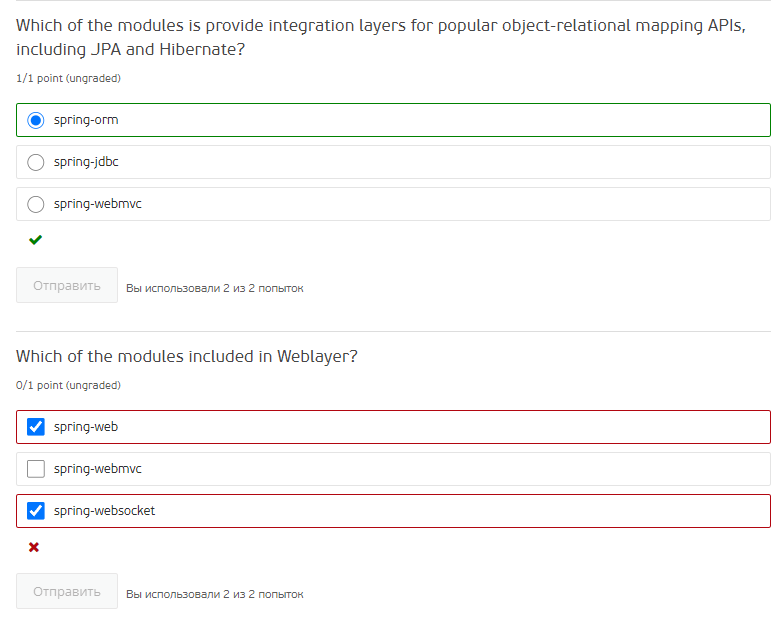 Which of the modules is provide integration layers for popular object-relational mapping APIs,
including JPA and Hibernate?
1/1 point (ungraded)
spring-orm
spring-jdbc
spring-webmvc
Отправить
Вы использовали 2 из 2 попыток
Which of the modules included in Weblayer?
0/1 point (ungraded)
spring-web
spring-webmvc
spring-websocket
Отправить
Вы использовали 2 из 2 попыток